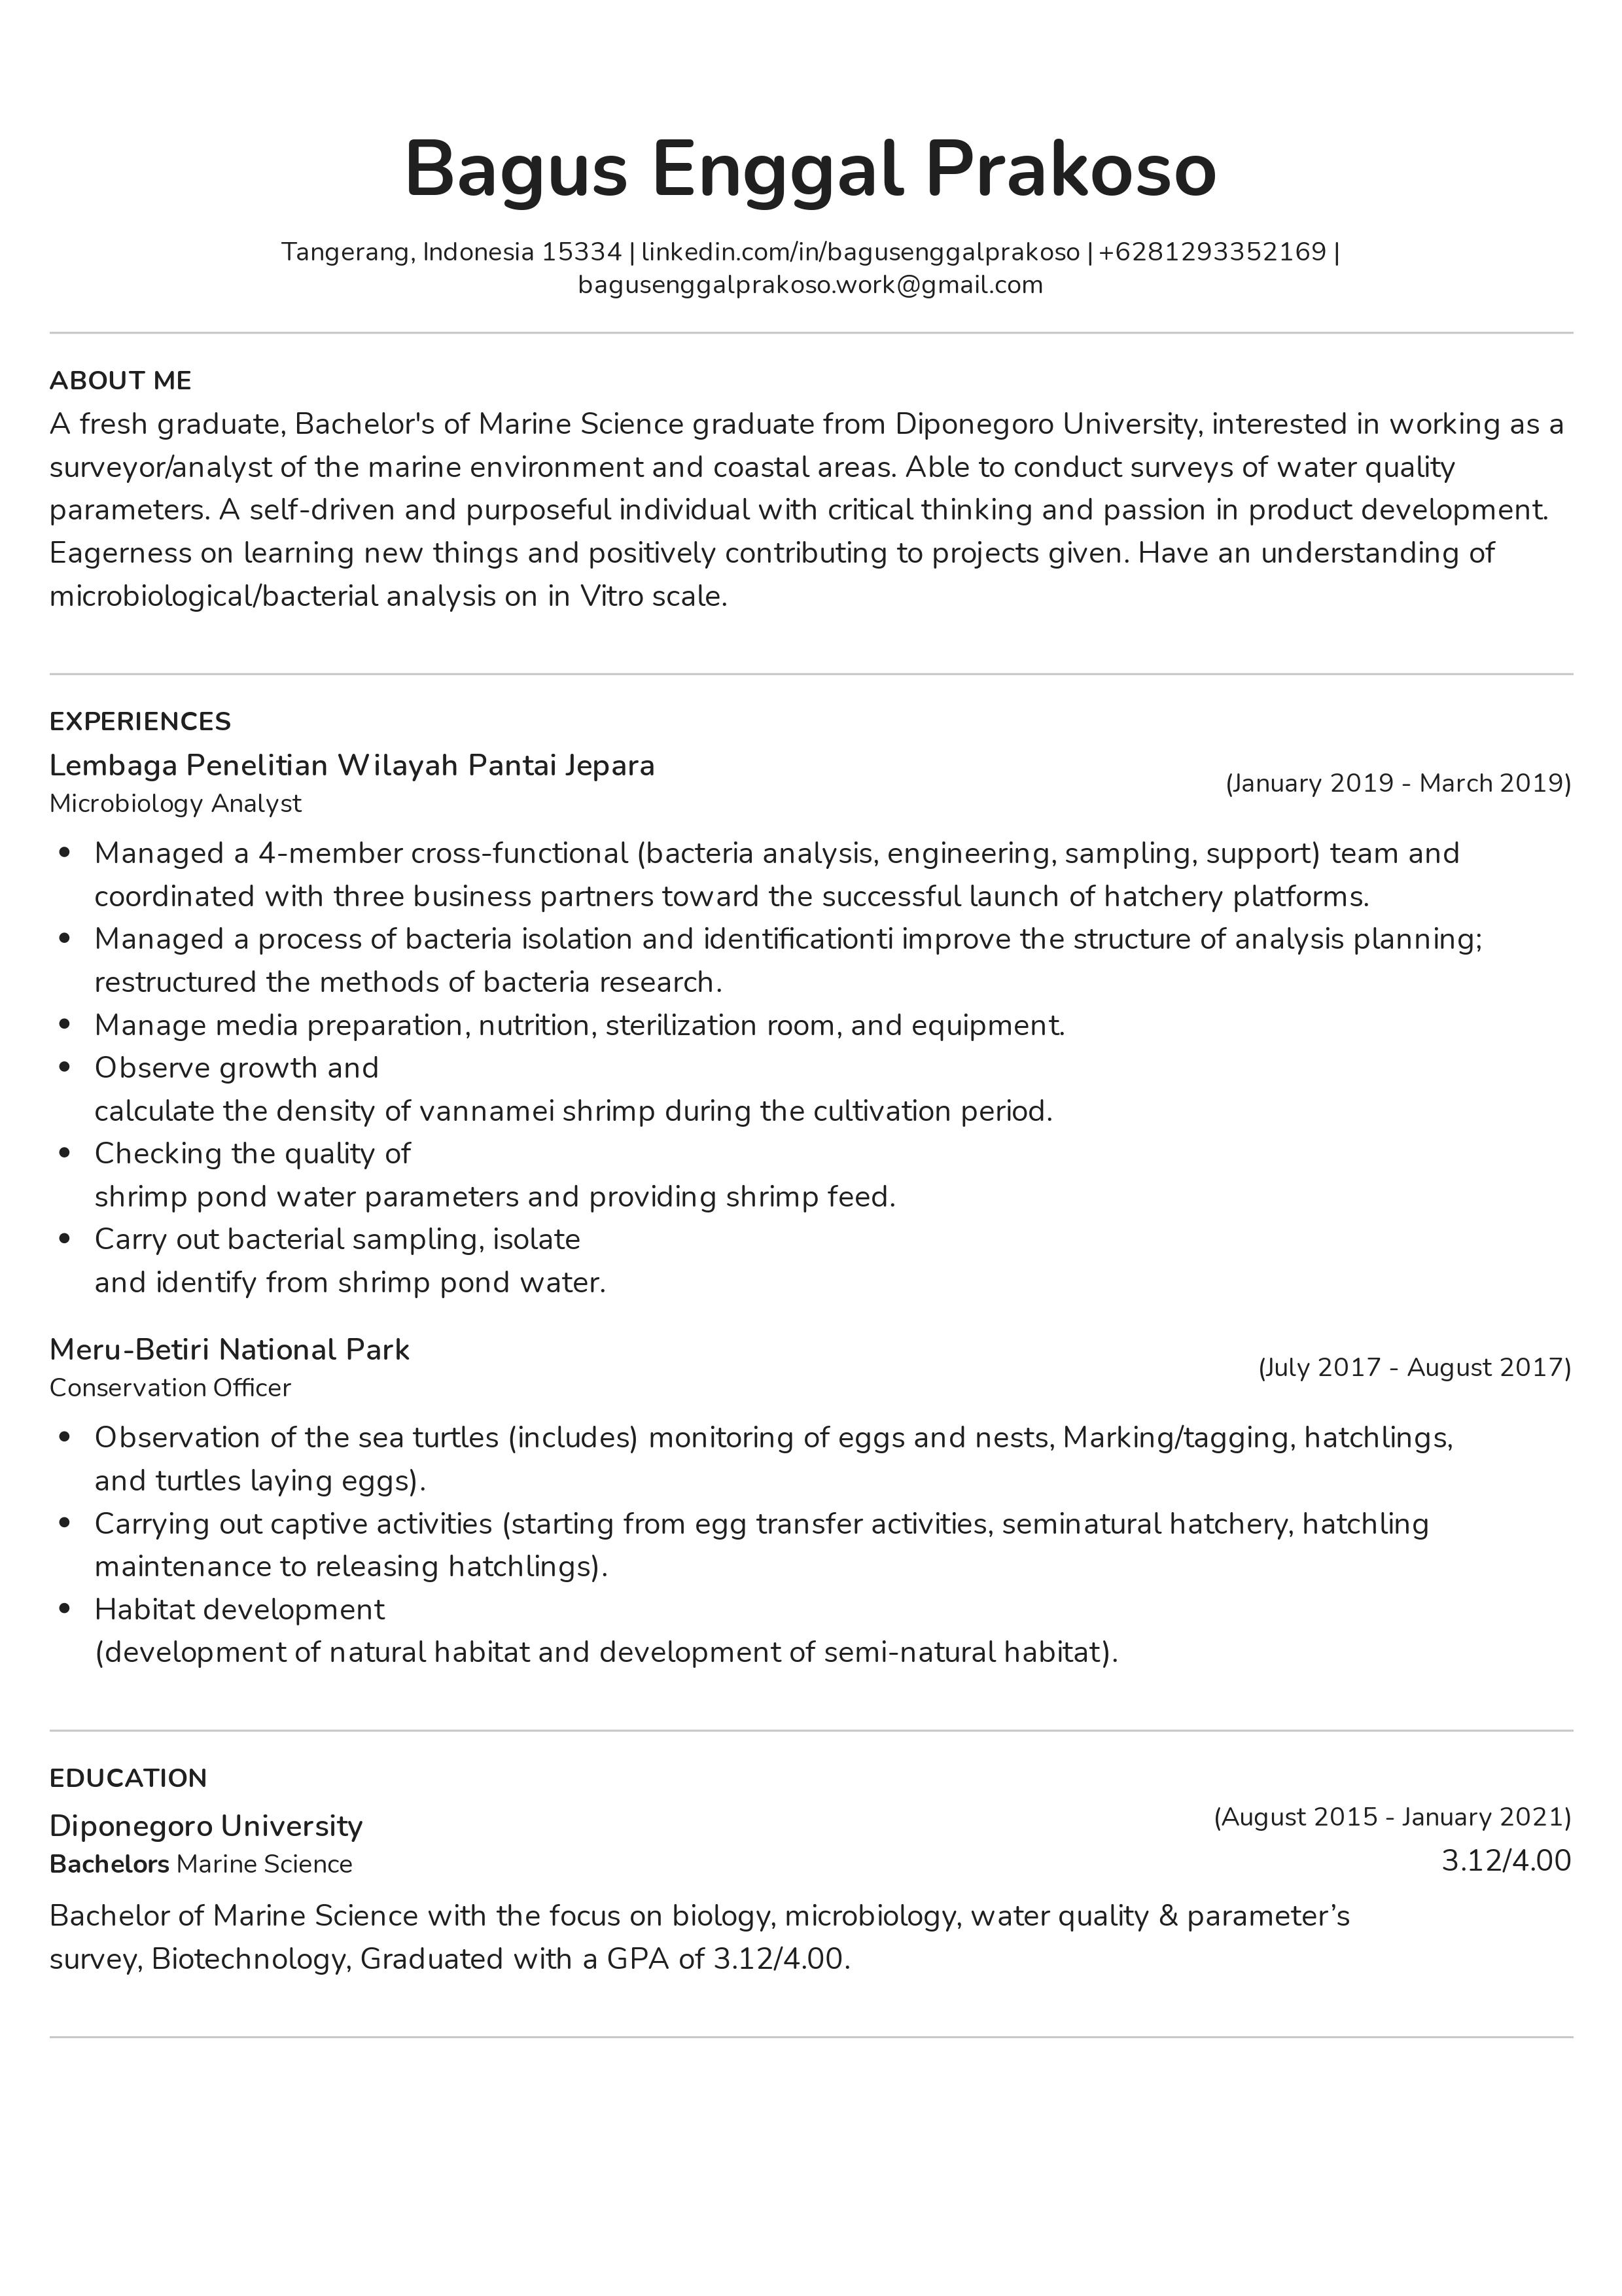 Bagus Enggal Prakoso
Tangerang, Indonesia 15334 | linkedin.com/in/bagusenggalprakoso | +6281293352169 |
bagusenggalprakoso.work@gmail.com
ABOUT ME
A fresh graduate, Bachelor's of Marine Science graduate from Diponegoro University, interested in working as a
surveyor/analyst of the marine environment and coastal areas. Able to conduct surveys of water quality
parameters. A self-driven and purposeful individual with critical thinking and passion in product development.
Eagerness on learning new things and positively contributing to projects given. Have an understanding of
microbiological/bacterial analysis on in Vitro scale.
EXPERIENCES
Lembaga Penelitian Wilayah Pantai Jepara
(January 2019 - March 2019)
Microbiology Analyst
• Managed a 4-member cross-functional (bacteria analysis, engineering, sampling, support) team and
coordinated with three business partners toward the successful launch of hatchery platforms.
• Managed a process of bacteria isolation and identificationti improve the structure of analysis planning;
restructured the methods of bacteria research.
• Manage media preparation, nutrition, sterilization room, and equipment.
• Observe growth and
calculate the density of vannamei shrimp during the cultivation period.
• Checking the quality of
shrimp pond water parameters and providing shrimp feed.
• Carry out bacterial sampling, isolate
and identify from shrimp pond water.
Meru-Betiri National Park
(July 2017 - August 2017)
Conservation Officer
• Observation of the sea turtles (includes) monitoring of eggs and nests, Marking/tagging, hatchlings,
and turtles laying eggs).
• Carrying out captive activities (starting from egg transfer activities, seminatural hatchery, hatchling
maintenance to releasing hatchlings).
• Habitat development
(development of natural habitat and development of semi-natural habitat).
EDUCATION
Diponegoro University
(August 2015 - January 2021)
Bachelors Marine Science
3.12/4.00
Bachelor of Marine Science with the focus on biology, microbiology, water quality & parameter’s
survey, Biotechnology, Graduated with a GPA of 3.12/4.00.